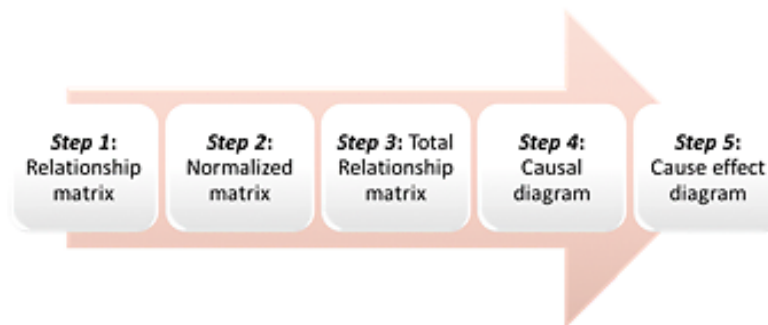 Step 1:
Relationship
matrix
Step 2:
Normalized
matrix
Step 3: Total
Relationship
matrix
Step 4:
Causal
diagram
Step 5:
Cause effect
diagram